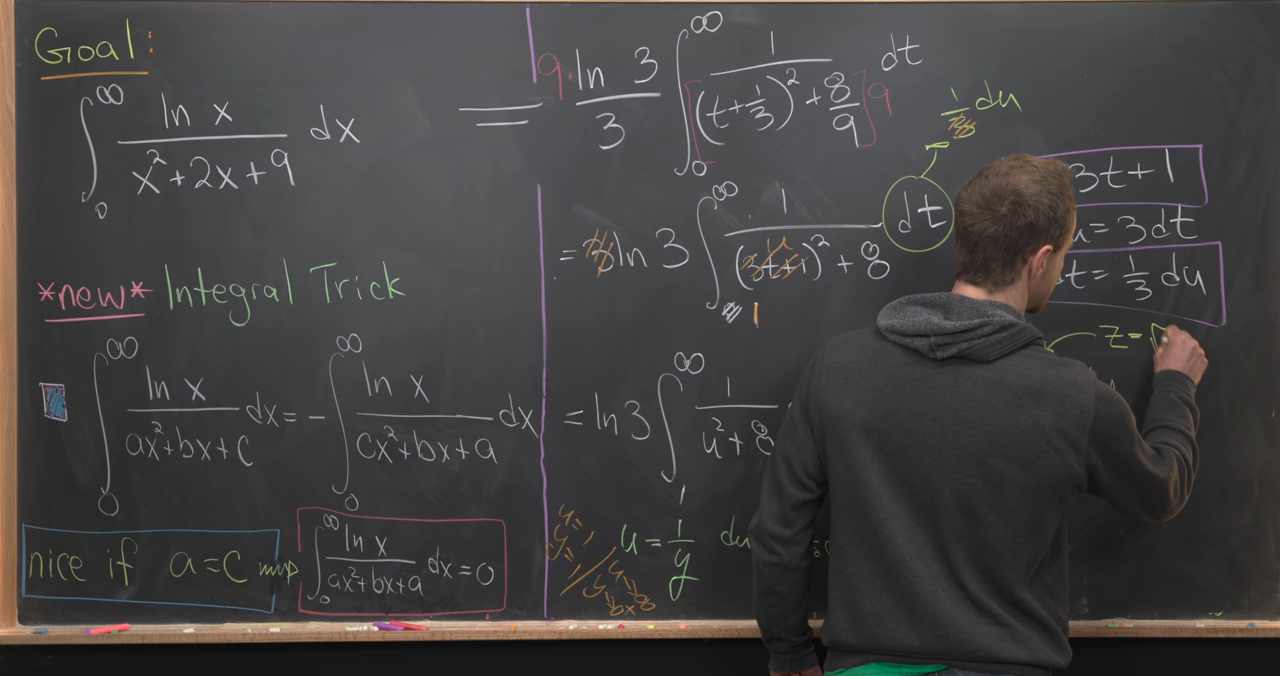 Goal:
∫₀^∞ ln x / (x²+2x+9) dx
*new* Integral Trick
∫₀^∞ ln x / (ax²+bx+c) dx = -∫₀^∞ ln x / (cx²+bx+a) dx
nice if a=c
∫₀^∞ ln x / (ax²+bx+a) dx = 0
= 9·ln 3 / 3 ∫₀^∞ 1 / [(t+1/3)²+8/9]9 dt
du
= ln 3 ∫₁^∞ 1 / (3t+1)²+8 dt
3t+1
u = 3dt
t = 1/3 du
z =
= ln 3 ∫₁^∞ 1 / u²+8
u = 1/y du